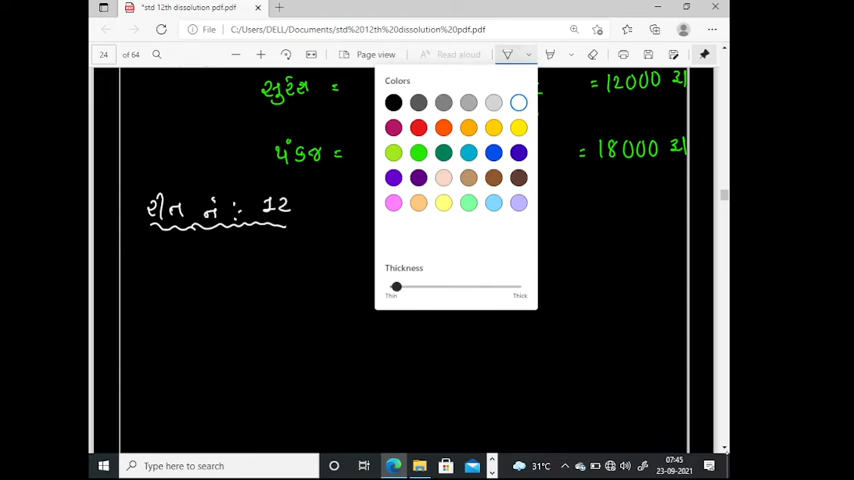 *std 12th dissolution pdf.pdf
File
C:/Users/DELL/Documents/std%2012th%20dissolution%20pdf.pdf
24 of 64
Page view
Read aloud
Colors
સુરેશ = = 12000 રૂા
પંકજ = = 18000 રૂા
રીત નં : 12
Thickness
Thin Thick
Type here to search
31°C
07:45
23-09-2021